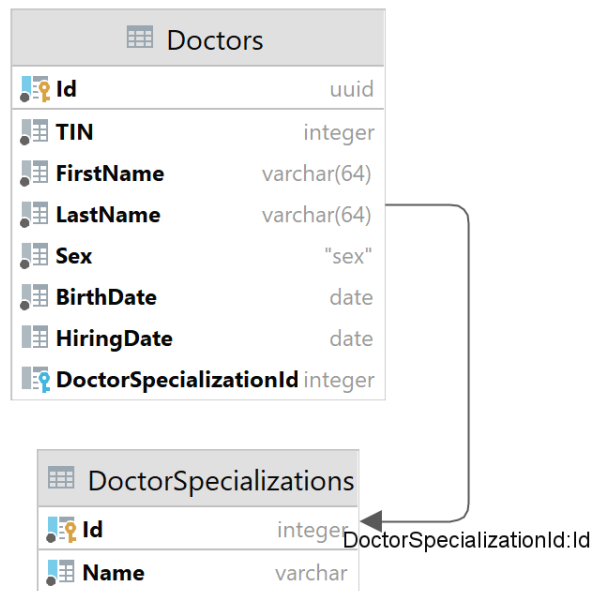 Doctors
Id uuid
TIN integer
FirstName varchar(64)
LastName varchar(64)
Sex "sex"
BirthDate date
HiringDate date
DoctorSpecializationId integer
DoctorSpecializations
Id integer
DoctorSpecializationId:Id
Name varchar